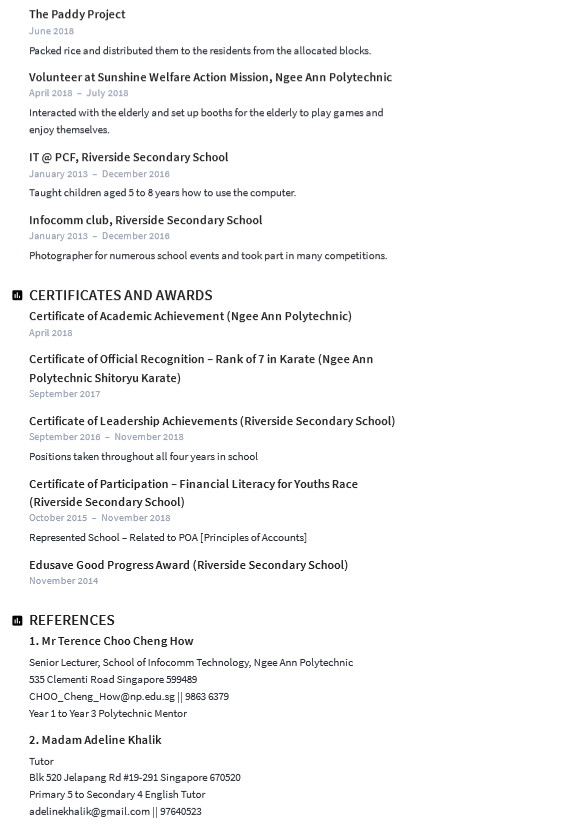 The Paddy Project
June 2018
Packed rice and distributed them to the residents from the allocated blocks.
Volunteer at Sunshine Welfare Action Mission, Ngee Ann Polytechnic
April 2018 – July 2018
Interacted with the elderly and set up booths for the elderly to play games and
enjoy themselves.
IT @ PCF, Riverside Secondary School
January 2013 – December 2016
Taught children aged 5 to 8 years how to use the computer.
Infocomm club, Riverside Secondary School
January 2013 – December 2016
Photographer for numerous school events and took part in many competitions.
CERTIFICATES AND AWARDS
Certificate of Academic Achievement (Ngee Ann Polytechnic)
April 2018
Certificate of Official Recognition – Rank of 7 in Karate (Ngee Ann
Polytechnic Shitoryu Karate)
September 2017
Certificate of Leadership Achievements (Riverside Secondary School)
September 2016 – November 2018
Positions taken throughout all four years in school
Certificate of Participation – Financial Literacy for Youths Race
(Riverside Secondary School)
October 2015 – November 2018
Represented School – Related to POA [Principles of Accounts]
Edusave Good Progress Award (Riverside Secondary School)
November 2014
REFERENCES
1. Mr Terence Choo Cheng How
Senior Lecturer, School of Infocomm Technology, Ngee Ann Polytechnic
535 Clementi Road Singapore 599489
CHOO_Cheng_How@np.edu.sg || 9863 6379
Year 1 to Year 3 Polytechnic Mentor
2. Madam Adeline Khalik
Tutor
Blk 520 Jelapang Rd #19-291 Singapore 670520
Primary 5 to Secondary 4 English Tutor
adelinekhalik@gmail.com || 97640523